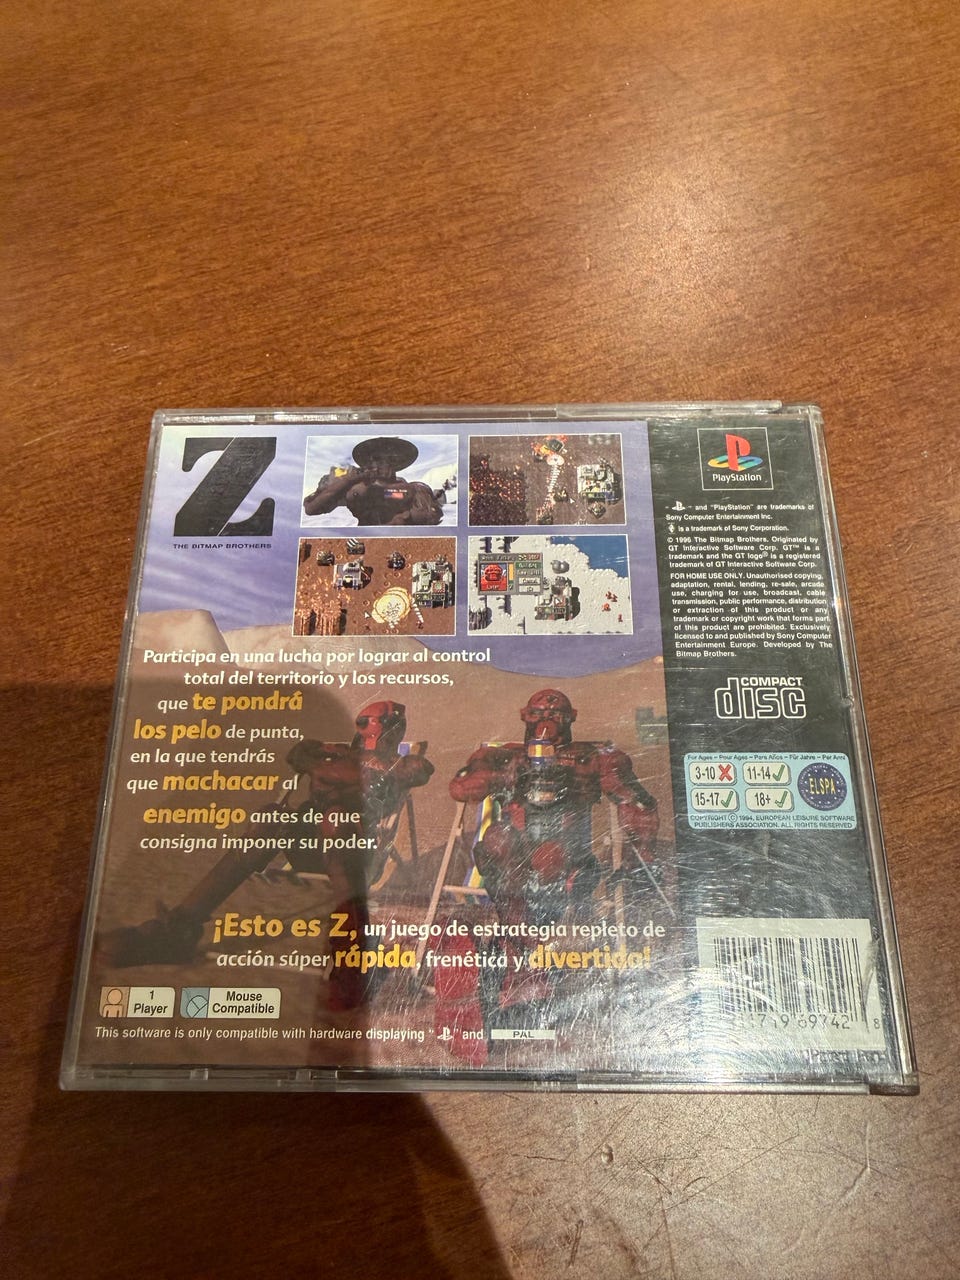 Z
THE BITMAP BROTHERS
Participa en una lucha por lograr al control
total del territorio y los recursos,
que te pondrá
los pelo de punta,
en la que tendrás
que machacar al
enemigo antes de que
consigna imponer su poder.
¡Esto es Z, un juego de estrategia repleto de
acción súper rápida, frenética y divertida!
1
Player
Mouse
Compatible
This software is only compatible with hardware displaying " " and PAL
PlayStation
" " and "PlayStation" are trademarks of
Sony Computer Entertainment Inc.
is a trademark of Sony Corporation.
© 1996 The Bitmap Brothers. Originated by
GT Interactive Software Corp. GT™ is a
trademark and the GT logo® is a registered
trademark of GT Interactive Software Corp.
FOR HOME USE ONLY. Unauthorised copying,
adaptation, rental, lending, re-sale, arcade
use, charging for use, broadcast, cable
transmission, public performance, distribution
or extraction of this product or any
trademark or copyright work that forms part
of this product are prohibited. Exclusively
licensed to and published by Sony Computer
Entertainment Europe. Developed by The
Bitmap Brothers.
COMPACT
disc
For Ages - Pour Ages - Para Años - Für Jahre - Per Anni
3-10 11-14
15-17 18+
ELSPA
COPYRIGHT © 1994, EUROPEAN LEISURE SOFTWARE
PUBLISHERS ASSOCIATION. ALL RIGHTS RESERVED
8